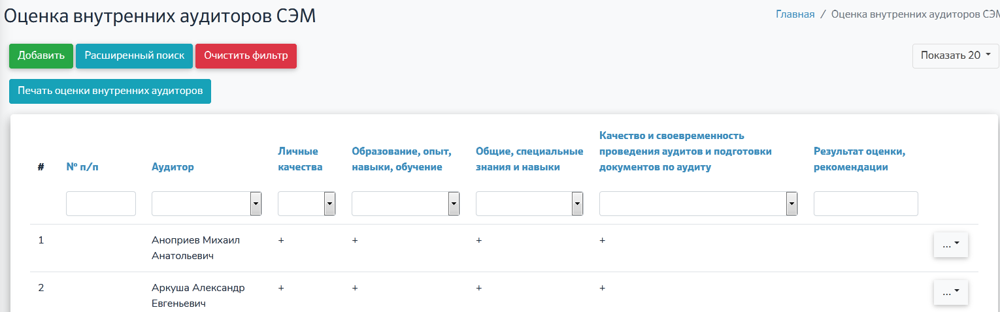 Оценка внутренних аудиторов СЭМ
Главная / Оценка внутренних аудиторов СЭМ
Добавить Расширенный поиск Очистить фильтр
Показать 20
Печать оценки внутренних аудиторов
# № п/п Аудитор
Личные
качества
Образование, опыт,
навыки, обучение
Общие, специальные
знания и навыки
Качество и своевременность
проведения аудитов и подготовки
документов по аудиту
Результат оценки,
рекомендации
1 Аноприев Михаил + + + + ...
Анатольевич
2 Аркуша Александр + + + + ...
Евгеньевич